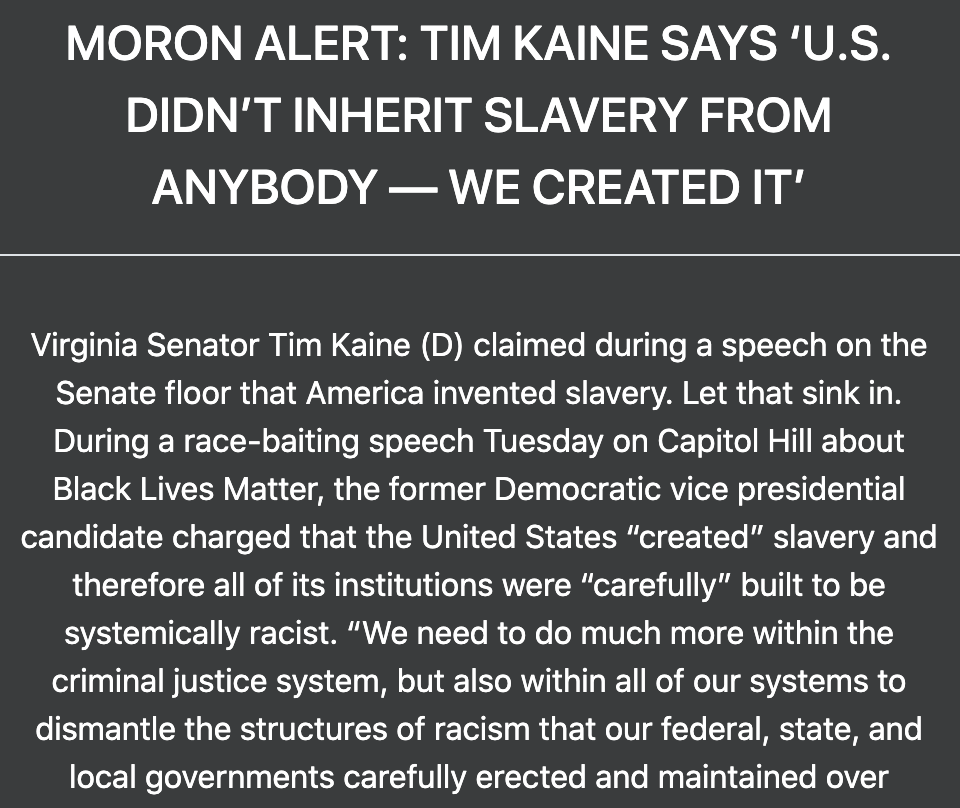 MORON ALERT: TIM KAINE SAYS ‘U.S.
DIDN’T INHERIT SLAVERY FROM
ANYBODY — WE CREATED IT’
Virginia Senator Tim Kaine (D) claimed during a speech on the
Senate floor that America invented slavery. Let that sink in.
During a race-baiting speech Tuesday on Capitol Hill about
Black Lives Matter, the former Democratic vice presidential
candidate charged that the United States “created” slavery and
therefore all of its institutions were “carefully” built to be
systemically racist. “We need to do much more within the
criminal justice system, but also within all of our systems to
dismantle the structures of racism that our federal, state, and
local governments carefully erected and maintained over